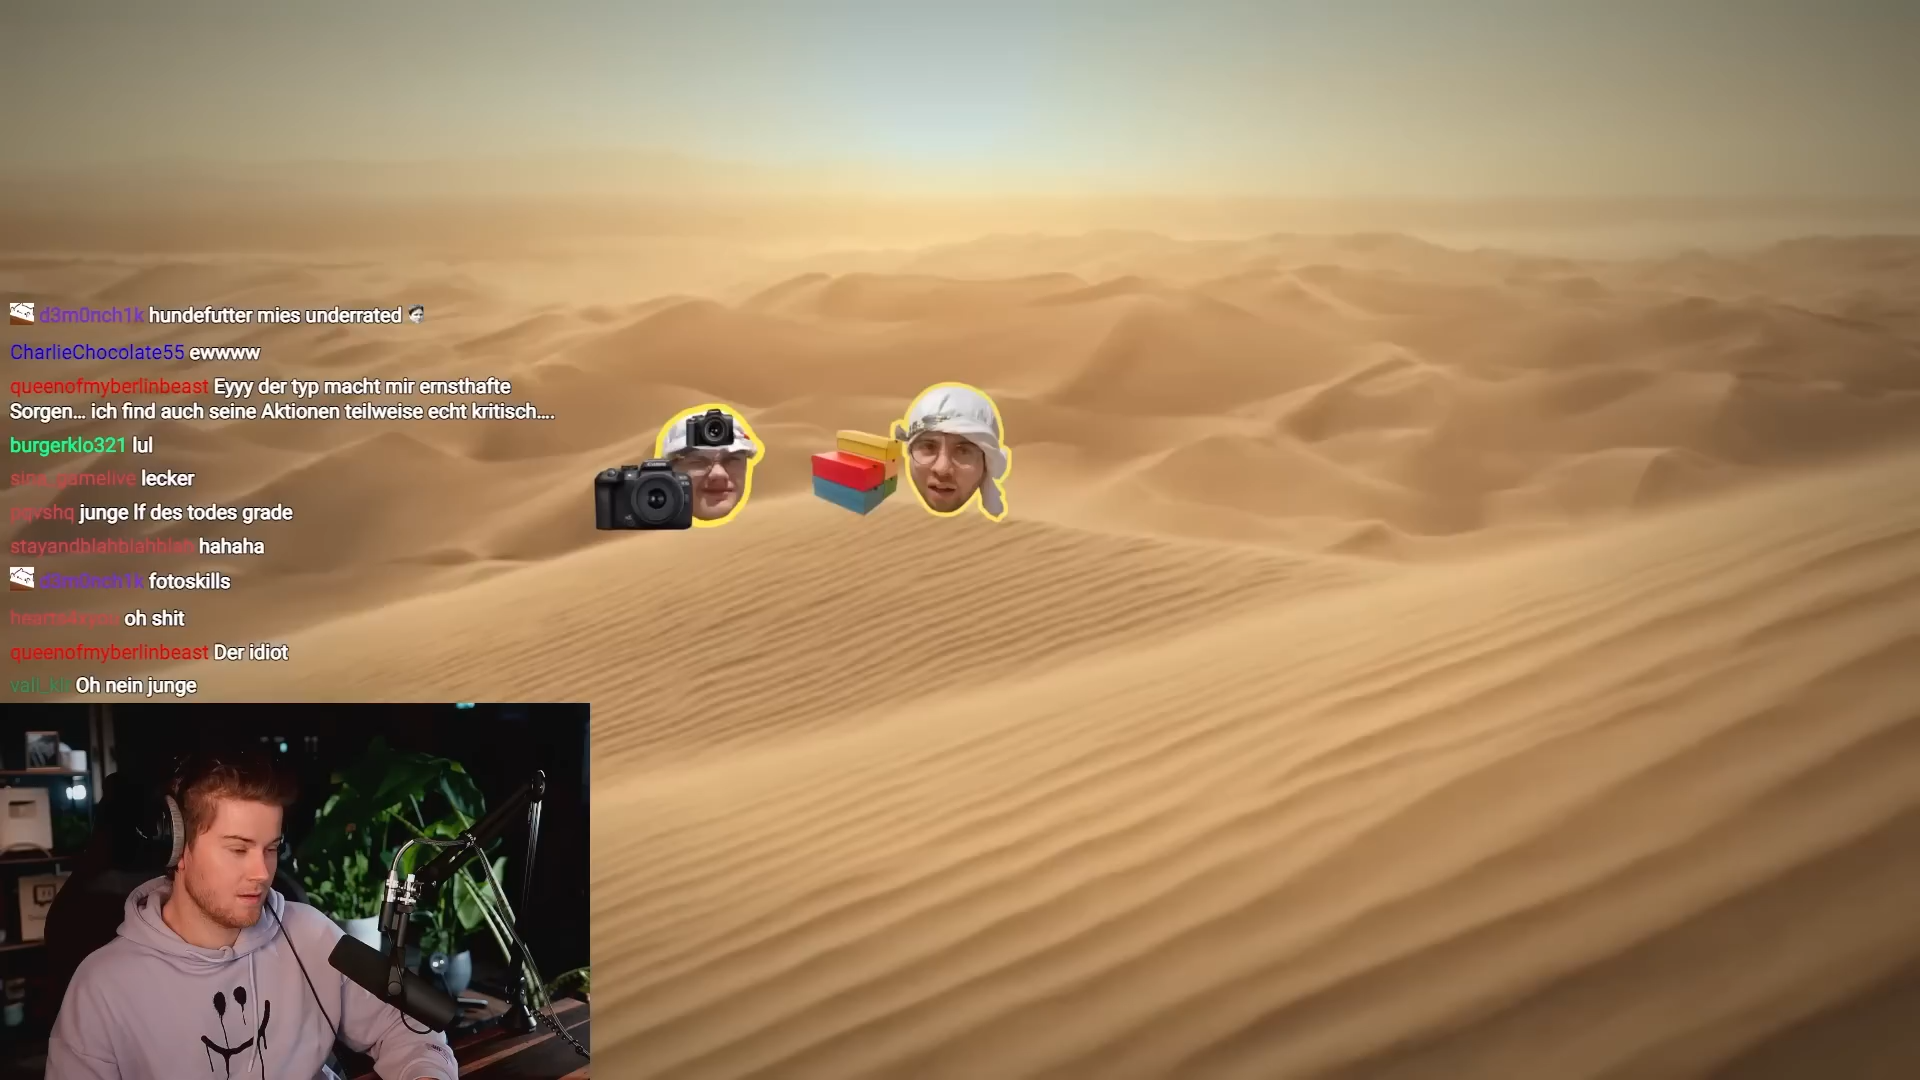 d3m0nch1k hundefutter mies underrated
CharlieChocolate55 ewwww
queenofmyberlinbeast Eyyy der typ macht mir ernsthafte
Sorgen... ich find auch seine Aktionen teilweise echt kritisch....
burgerklo321 lul
sina_gamelive lecker
pqvshq junge lf des todes grade
stayandblahblahblah hahaha
d3m0nch1k fotoskills
oh shit
queenofmyberlinbeast Der idiot
Oh nein junge